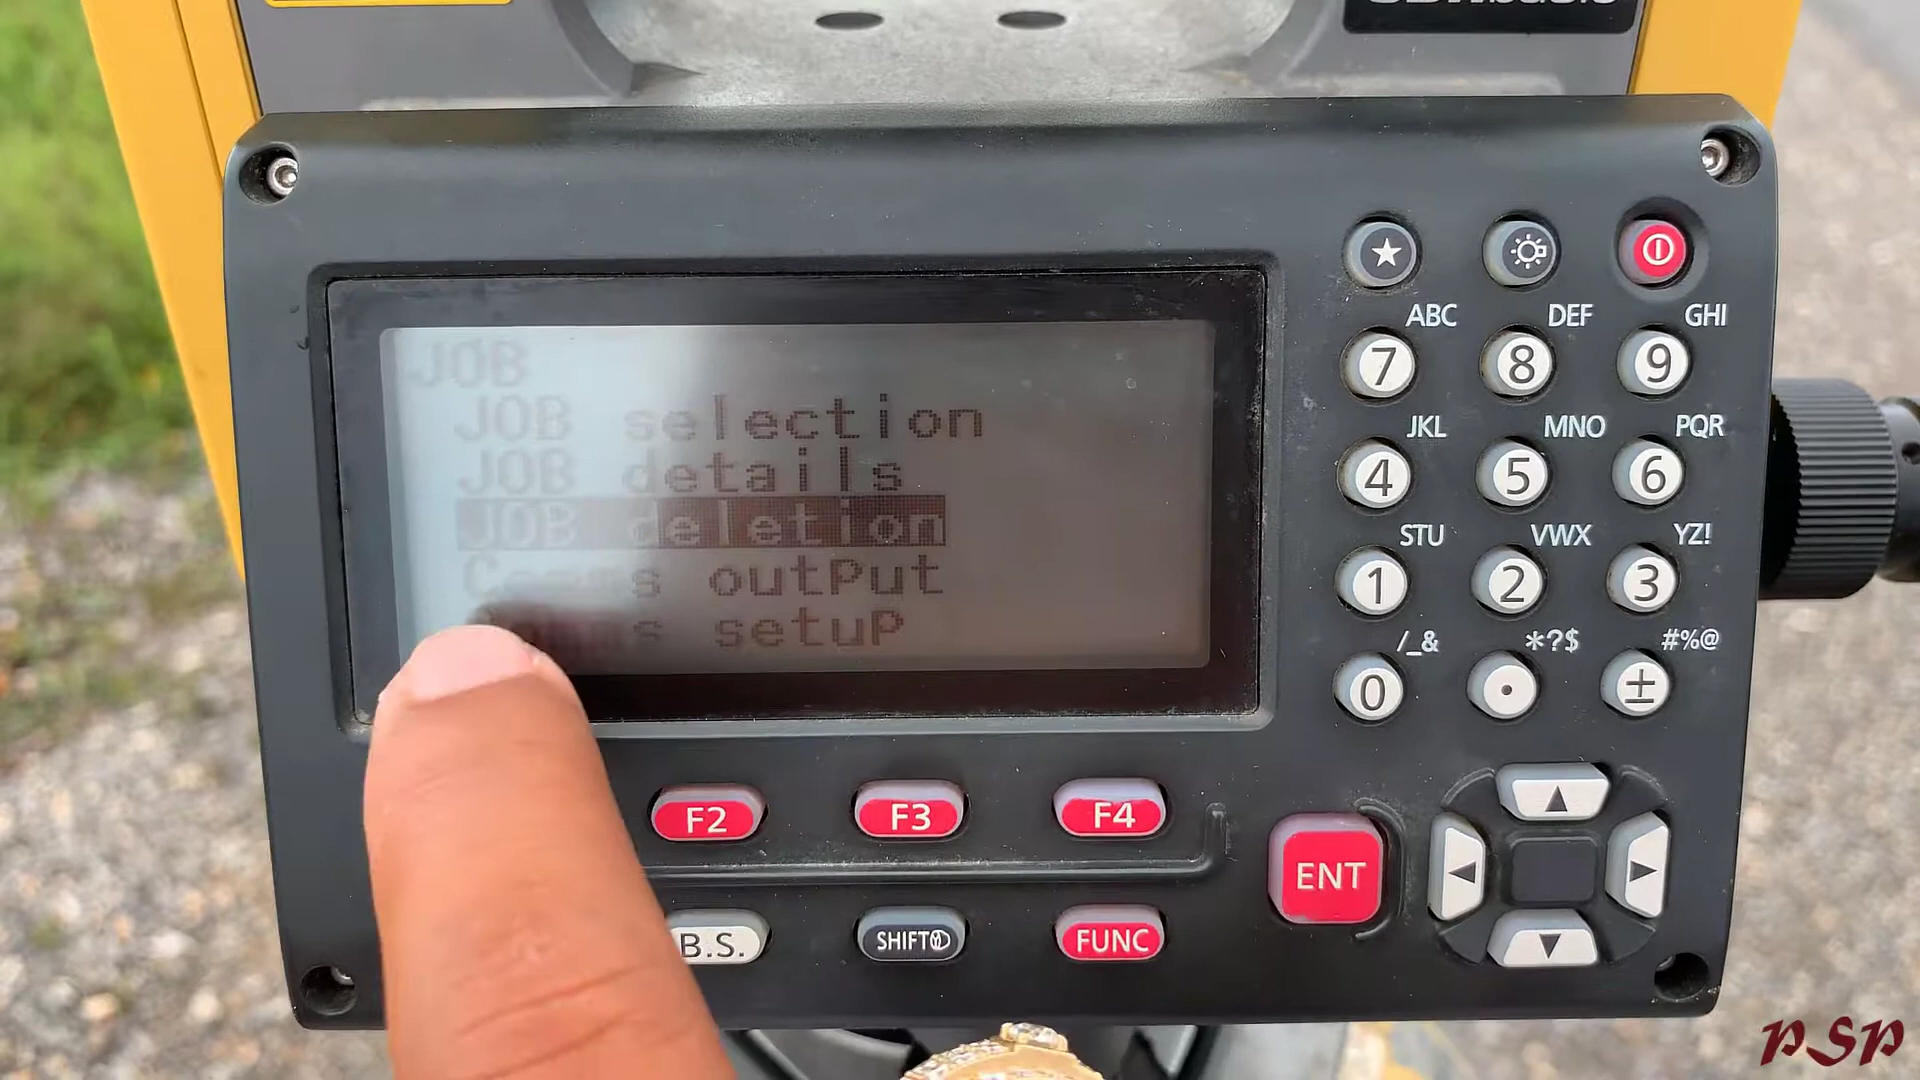 JOB
JOB selection
JOB details
JOB deletion
Comms output
Comms setup
ABC DEF GHI
7 8 9
JKL MNO PQR
4 5 6
STU VWX YZ!
1 2 3
/_& *?$ #%@
0 . ±
F2 F3 F4
ENT
B.S. SHIFT FUNC
PSP